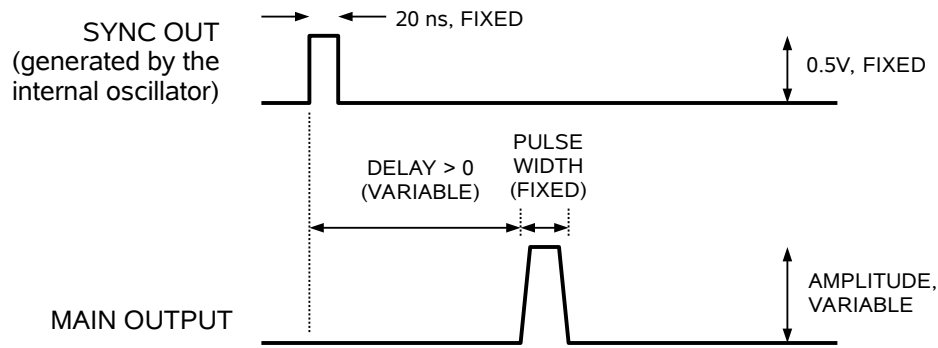 SYNC OUT
(generated by the
internal oscillator)
20 ns, FIXED
0.5V, FIXED
DELAY > 0
(VARIABLE)
PULSE
WIDTH
(FIXED)
AMPLITUDE,
VARIABLE
MAIN OUTPUT